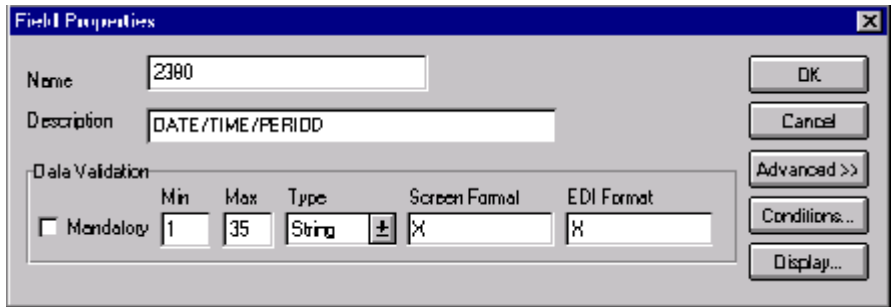 Field Properties
Name 2380 OK
Description DATE/TIME/PERIOD Cancel
Data Validation Advanced >>
Min Max Type Screen Format EDI Format
Mandatory 1 35 String X X Conditions...
Display...